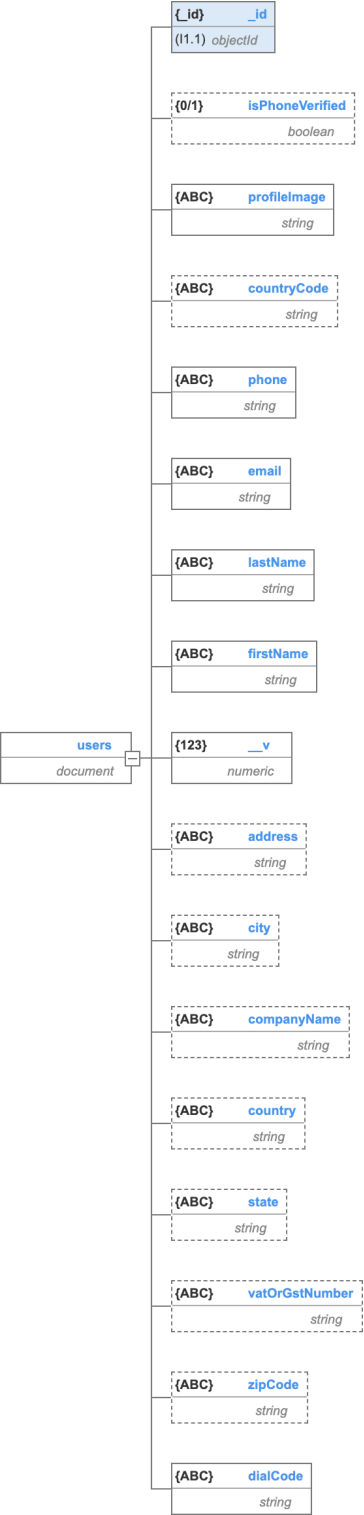 {_id} _id
(I1.1) objectId
{0/1} isPhoneVerified
boolean
{ABC} profileImage
string
{ABC} countryCode
string
{ABC} phone
string
{ABC} email
string
{ABC} lastName
string
{ABC} firstName
string
users
document
{123} __v
numeric
{ABC} address
string
{ABC} city
string
{ABC} companyName
string
{ABC} country
string
{ABC} state
string
{ABC} vatOrGstNumber
string
{ABC} zipCode
string
{ABC} dialCode
string